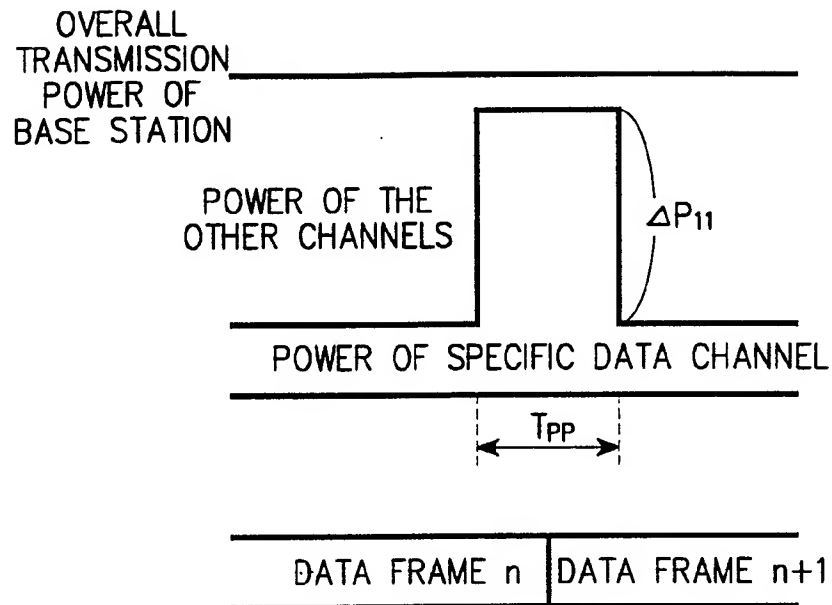 OVERALL
TRANSMISSION
POWER OF
BASE STATION
POWER OF THE
OTHER CHANNELS
ΔP11
POWER OF SPECIFIC DATA CHANNEL
TPP
DATA FRAME n
DATA FRAME n+1